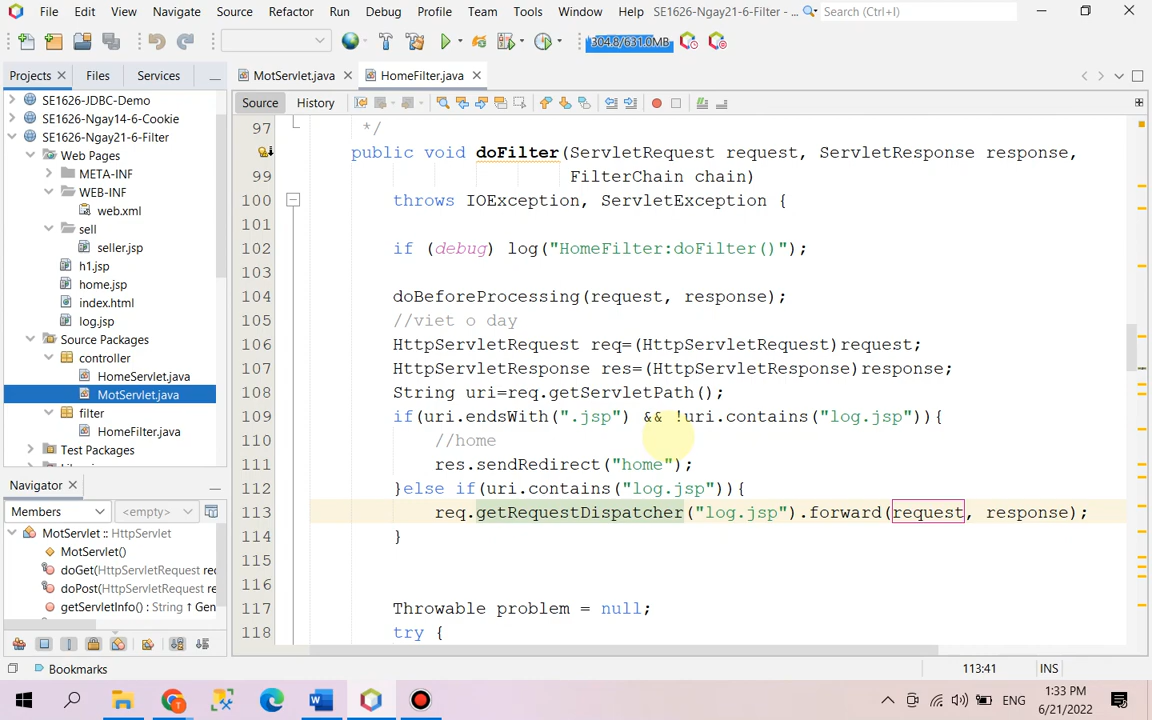 File Edit View Navigate Source Refactor Run Debug Profile Team Tools Window Help SE1626-Ngay21-6-Filter - ... Search (Ctrl+I)
304.8/631.0MB
Projects Files Services
MotServlet.java HomeFilter.java
SE1626-JDBC-Demo
SE1626-Ngay14-6-Cookie
SE1626-Ngay21-6-Filter
Web Pages
META-INF
WEB-INF
web.xml
sell
seller.jsp
h1.jsp
home.jsp
index.html
log.jsp
Source Packages
controller
HomeServlet.java
MotServlet.java
filter
HomeFilter.java
Test Packages
Navigator
Members <empty>
MotServlet :: HttpServlet
MotServlet()
doGet(HttpServletRequest rec
doPost(HttpServletRequest re
getServletInfo() : String ↑ Gen
Source History
97 */
public void doFilter(ServletRequest request, ServletResponse response,
99 FilterChain chain)
100 throws IOException, ServletException {
101
102 if (debug) log("HomeFilter:doFilter()");
103
104 doBeforeProcessing(request, response);
105 //viet o day
106 HttpServletRequest req=(HttpServletRequest)request;
107 HttpServletResponse res=(HttpServletResponse)response;
108 String uri=req.getServletPath();
109 if(uri.endsWith(".jsp") && !uri.contains("log.jsp")){
110 //home
111 res.sendRedirect("home");
112 }else if(uri.contains("log.jsp")){
113 req.getRequestDispatcher("log.jsp").forward(request, response);
114 }
115
116
117 Throwable problem = null;
118 try {
Bookmarks
113:41 INS
ENG
1:33 PM
6/21/2022